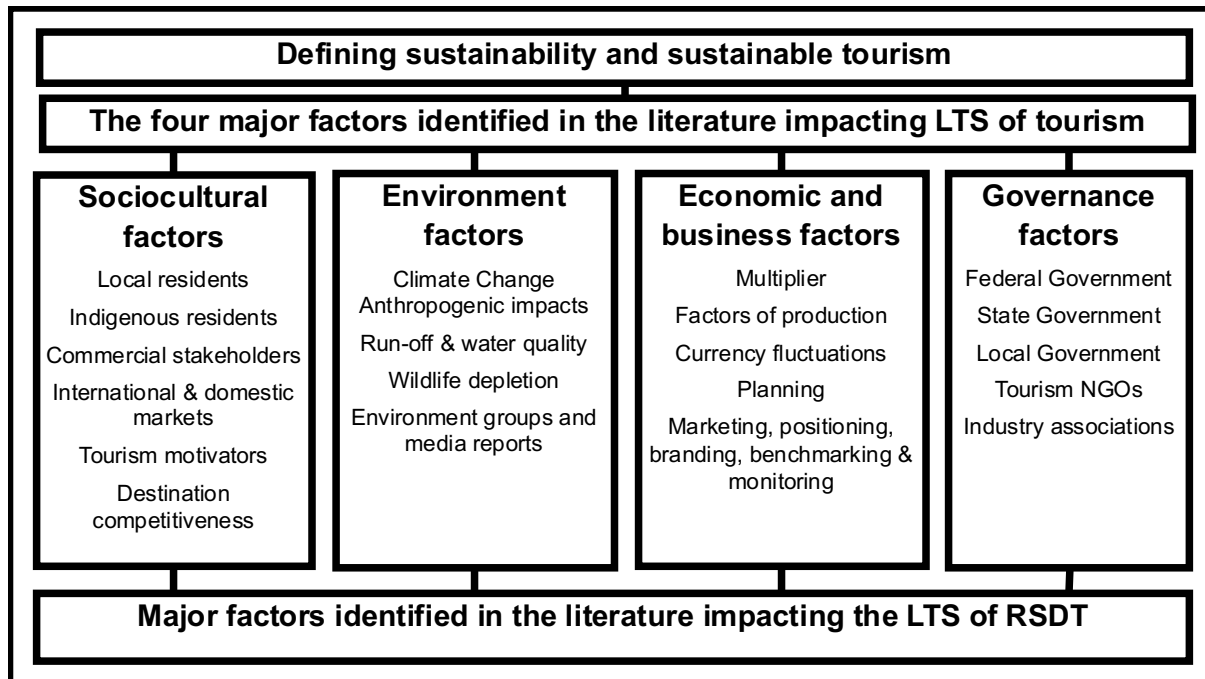 Defining sustainability and sustainable tourism
The four major factors identified in the literature impacting LTS of tourism
Sociocultural
factors
Local residents
Indigenous residents
Commercial stakeholders
International & domestic
markets
Tourism motivators
Destination
competitiveness
Environment
factors
Climate Change
Anthropogenic impacts
Run-off & water quality
Wildlife depletion
Environment groups and
media reports
Economic and
business factors
Multiplier
Factors of production
Currency fluctuations
Planning
Marketing, positioning,
branding, benchmarking &
monitoring
Governance
factors
Federal Government
State Government
Local Government
Tourism NGOs
Industry associations
Major factors identified in the literature impacting the LTS of RSDT